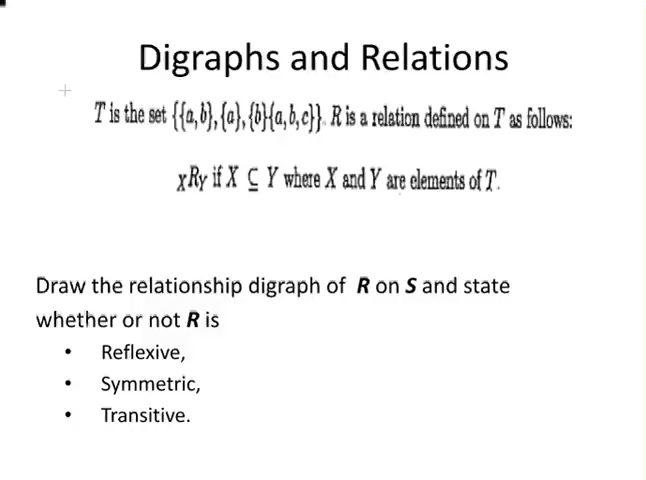 Digraphs and Relations
T is the set {{a,b},{a},{b}{a,b,c}}. R is a relation defined on T as follows:
xRy if X ⊆ Y where X and Y are elements of T.
Draw the relationship digraph of R on S and state
whether or not R is
• Reflexive,
• Symmetric,
• Transitive.